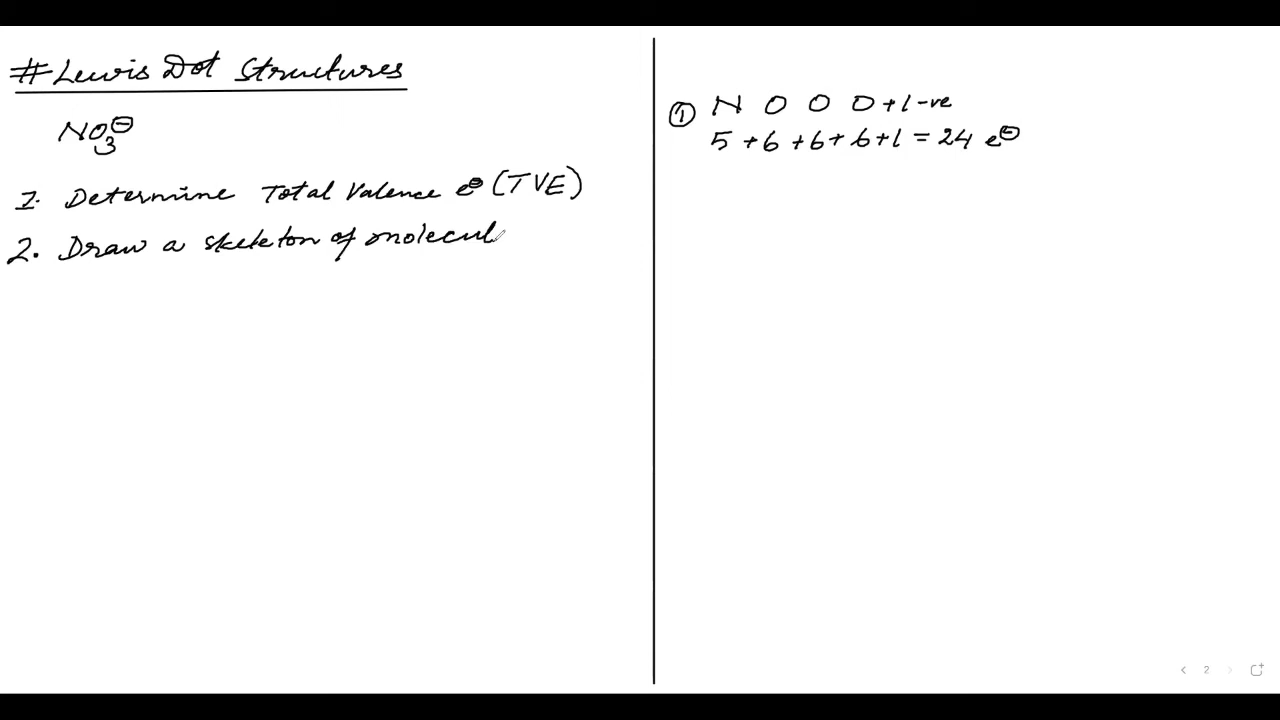 # Lewis Dot Structures
NO₃⊖
1. Determine Total Valence e⊖ (TVE)
2. Draw a skeleton of molecul
① N O O O + 1 -ve
5 + 6 + 6 + 6 + 1 = 24 e⊖
2